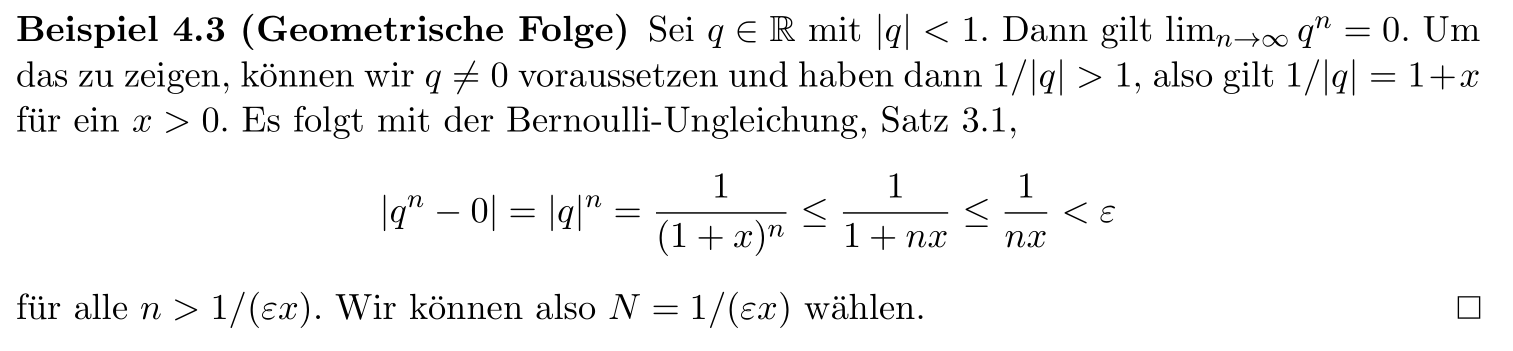 Beispiel 4.3 (Geometrische Folge) Sei q ∈ ℝ mit |q| < 1. Dann gilt limₙ→∞ qⁿ = 0. Um
das zu zeigen, können wir q ≠ 0 voraussetzen und haben dann 1/|q| > 1, also gilt 1/|q| = 1+x
für ein x > 0. Es folgt mit der Bernoulli-Ungleichung, Satz 3.1,
|qⁿ − 0| = |q|ⁿ = 1/(1 + x)ⁿ ≤ 1/(1 + nx) ≤ 1/(nx) < ε
für alle n > 1/(εx). Wir können also N = 1/(εx) wählen. □